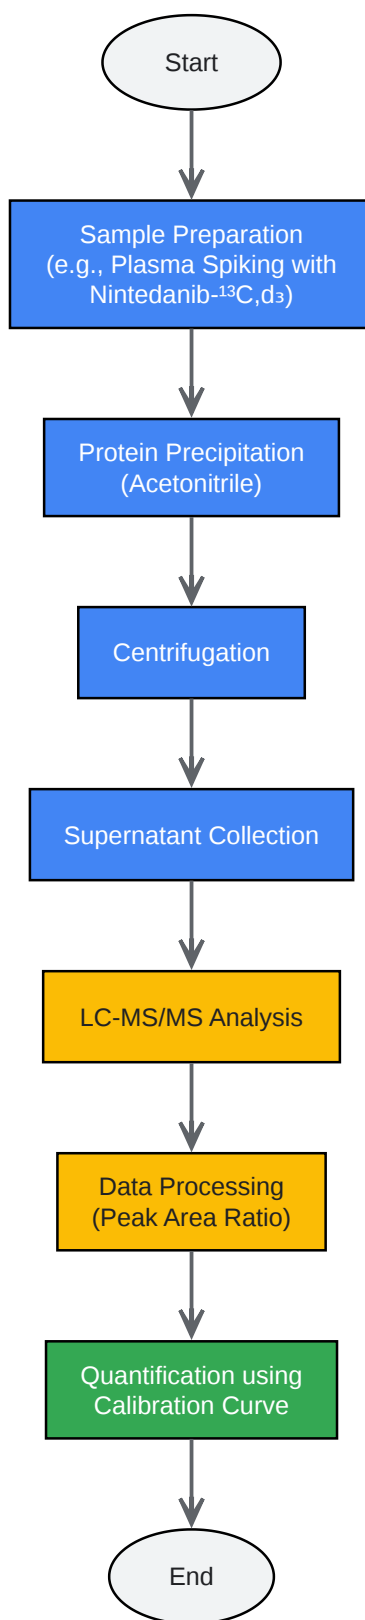 Start
Sample Preparation
(e.g., Plasma Spiking with
Nintedanib-¹³C,d₃)
Protein Precipitation
(Acetonitrile)
Centrifugation
Supernatant Collection
LC-MS/MS Analysis
Data Processing
(Peak Area Ratio)
Quantification using
Calibration Curve
End